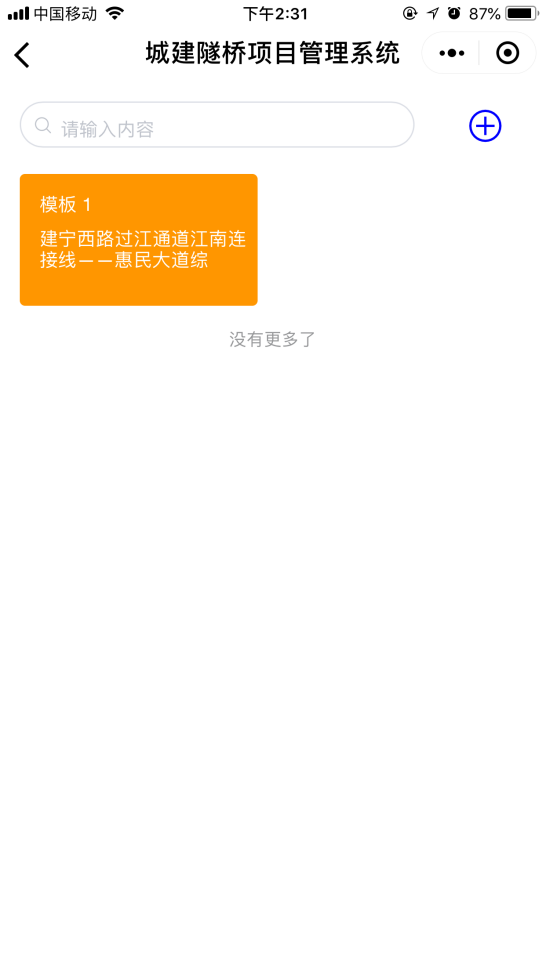 中国移动 下午2:31 87%
城建隧桥项目管理系统
请输入内容
模板 1
建宁西路过江通道江南连
接线——惠民大道综
没有更多了